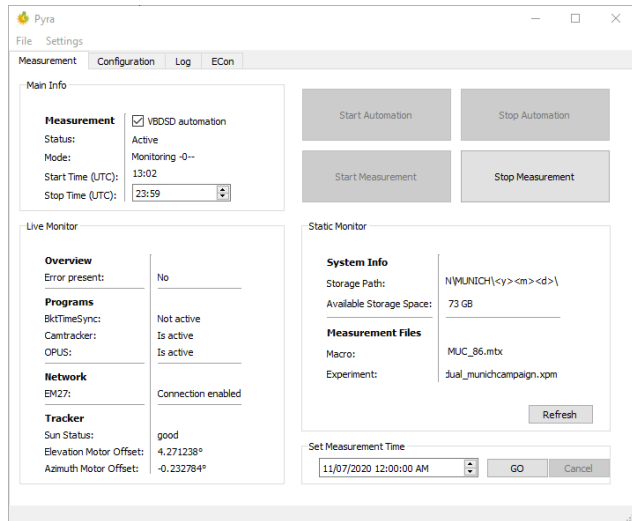 Pyra
File Settings
Measurement Configuration Log ECon
Main Info
Measurement VBDSD automation
Status: Active
Mode: Monitoring -0--
Start Time (UTC): 13:02
Stop Time (UTC): 23:59
Start Automation Stop Automation
Start Measurement Stop Measurement
Live Monitor
Overview
Error present: No
Programs
BktTimeSync: Not active
Camtracker: Is active
OPUS: Is active
Network
EM27: Connection enabled
Tracker
Sun Status: good
Elevation Motor Offset: 4.271238°
Azimuth Motor Offset: -0.232784°
Static Monitor
System Info
Storage Path: N\MUNICH\<y><m><d>\
Available Storage Space: 73 GB
Measurement Files
Macro: MUC_86.mtx
Experiment: dual_munichcampaign.xpm
Refresh
Set Measurement Time
11/07/2020 12:00:00 AM GO Cancel